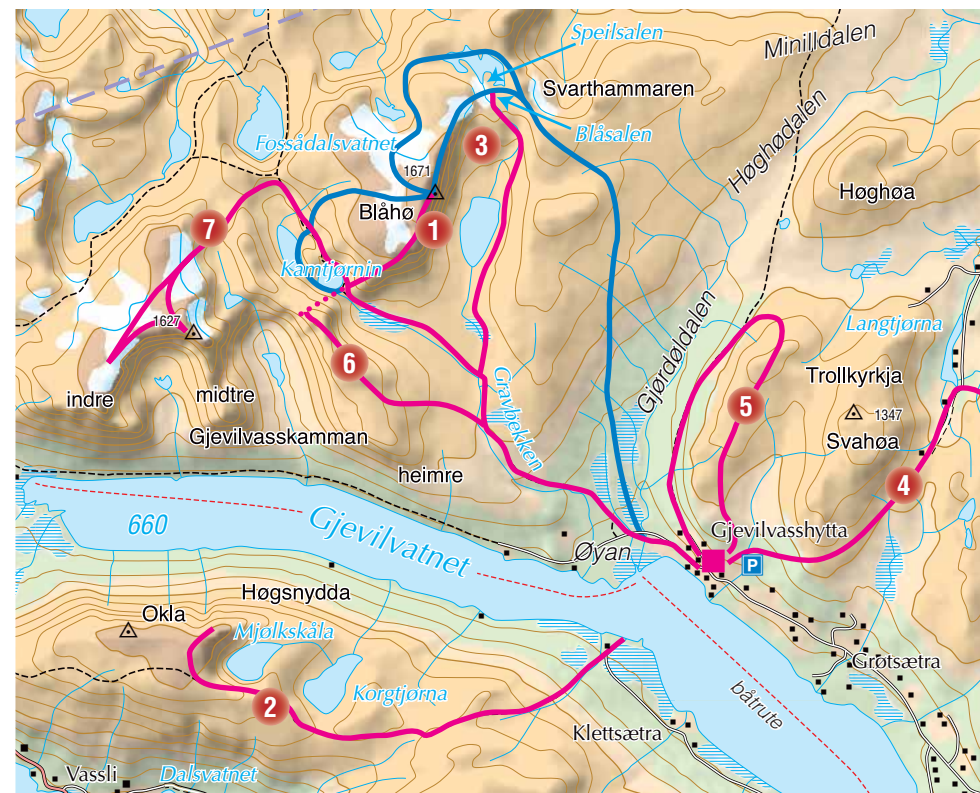 Speilsalen
Minilldalen
Svarthammaren
Blåsalen
Fossådalsvatnet
3
1671
Høghødalen
Høghøa
Blåhø
7
1
Kamtjørnin
1627
Langtjørna
Gjørdøldalen
6
Trollkyrkja
indre
midtre
Gravbekken
5
1347
Svahøa
Gjevilvasskamman
heimre
4
660
Gjevilvatnet
Gjevilvasshytta
Øyan
P
Høgsnydda
Okla
Mjølkskåla
Grøtsætra
Korgtjørna
båtrute
2
Klettsætra
Vassli
Dalsvatnet